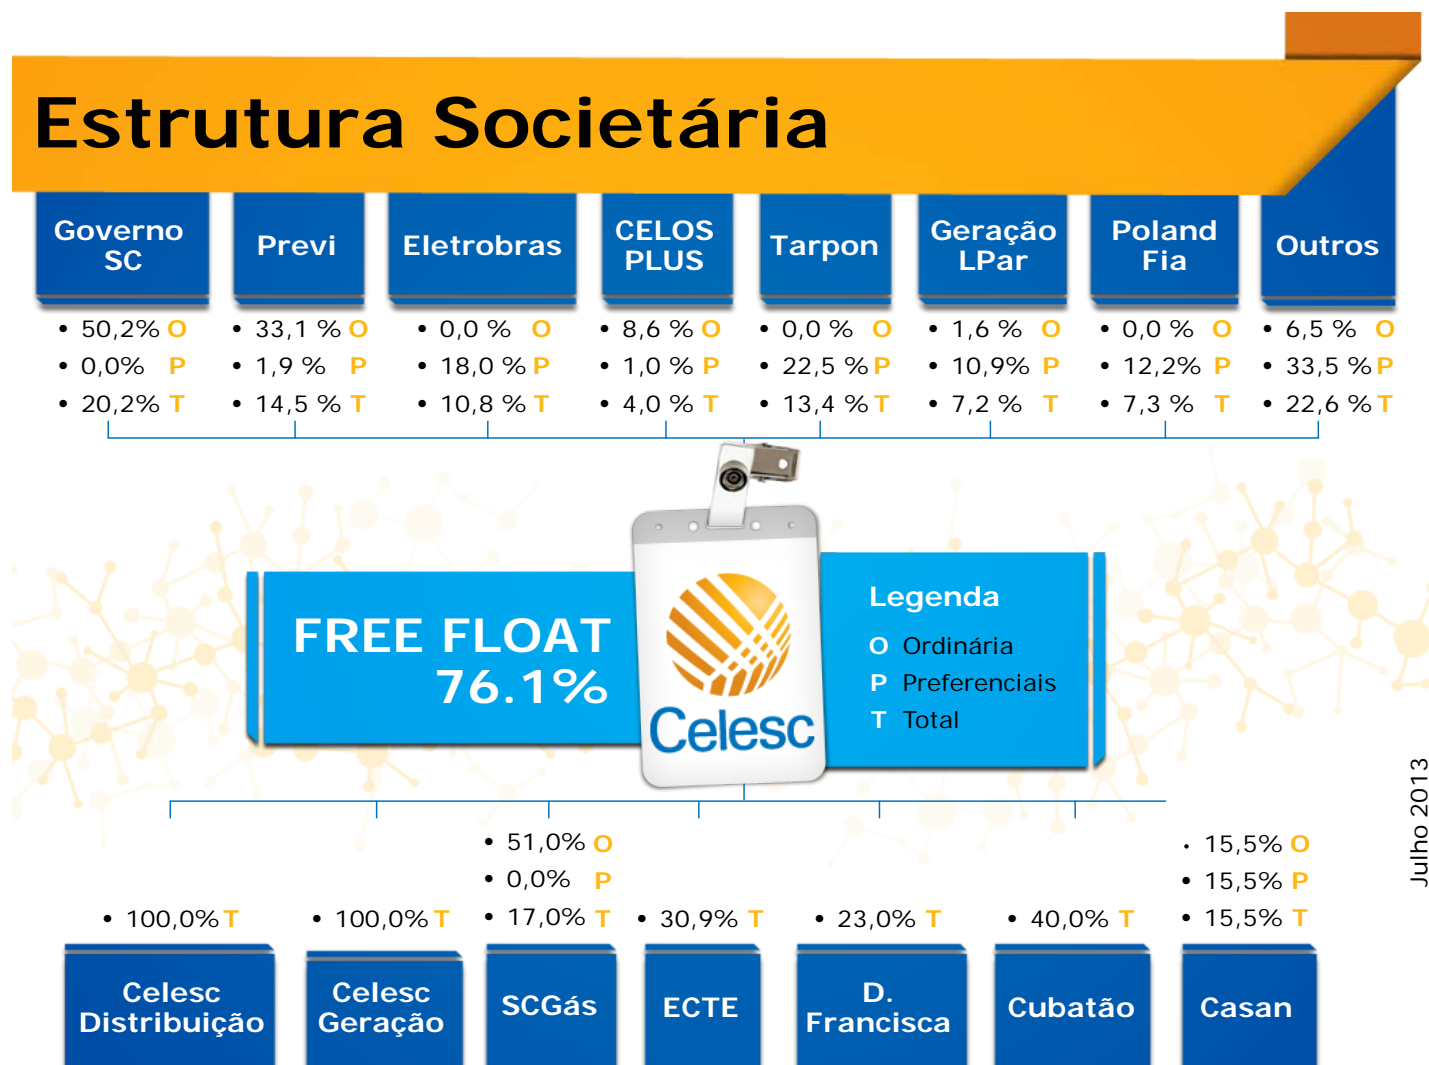 Estrutura Societária
Governo
SC
Previ
Eletrobras
CELOS
PLUS
Tarpon
Geração
LPar
Poland
Fia
Outros
• 50,2% O
• 0,0% P
• 20,2% T
• 33,1 % O
• 1,9 % P
• 14,5 % T
• 0,0 % O
• 18,0 % P
• 10,8 % T
• 8,6 % O
• 1,0 % P
• 4,0 % T
• 0,0 % O
• 22,5 % P
• 13,4 % T
• 1,6 % O
• 10,9% P
• 7,2 % T
• 0,0 % O
• 12,2% P
• 7,3 % T
• 6,5 % O
• 33,5 % P
• 22,6 % T
FREE FLOAT
76.1%
Celesc
Legenda
O Ordinária
P Preferenciais
T Total
Julho 2013
• 100,0% T
Celesc
Distribuição
• 100,0% T
Celesc
Geração
• 51,0% O
• 0,0% P
• 17,0% T
SCGás
• 30,9% T
ECTE
• 23,0% T
D.
Francisca
• 40,0% T
Cubatão
• 15,5% O
• 15,5% P
• 15,5% T
Casan